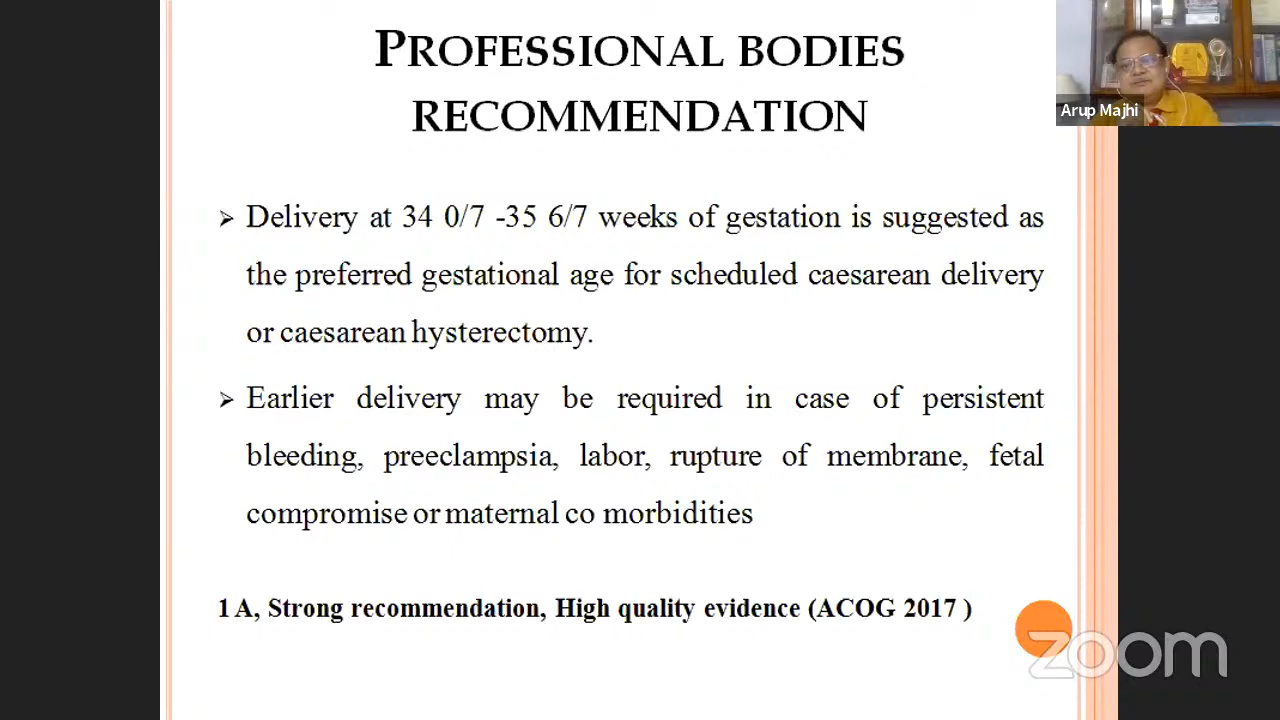 PROFESSIONAL BODIES
RECOMMENDATION
Arup Majhi
Delivery at 34 0/7 -35 6/7 weeks of gestation is suggested as
the preferred gestational age for scheduled caesarean delivery
or caesarean hysterectomy.
Earlier delivery may be required in case of persistent
bleeding, preeclampsia, labor, rupture of membrane, fetal
compromise or maternal co morbidities
1 A, Strong recommendation, High quality evidence (ACOG 2017 )
zoom